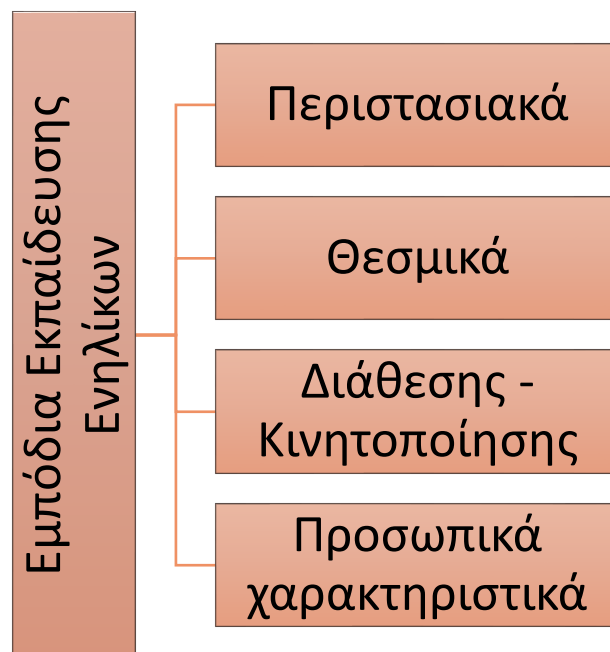 Εμπόδια Εκπαίδευσης
Ενηλίκων
Περιστασιακά
Θεσμικά
Διάθεσης -
Κινητοποίησης
Προσωπικά
χαρακτηριστικά